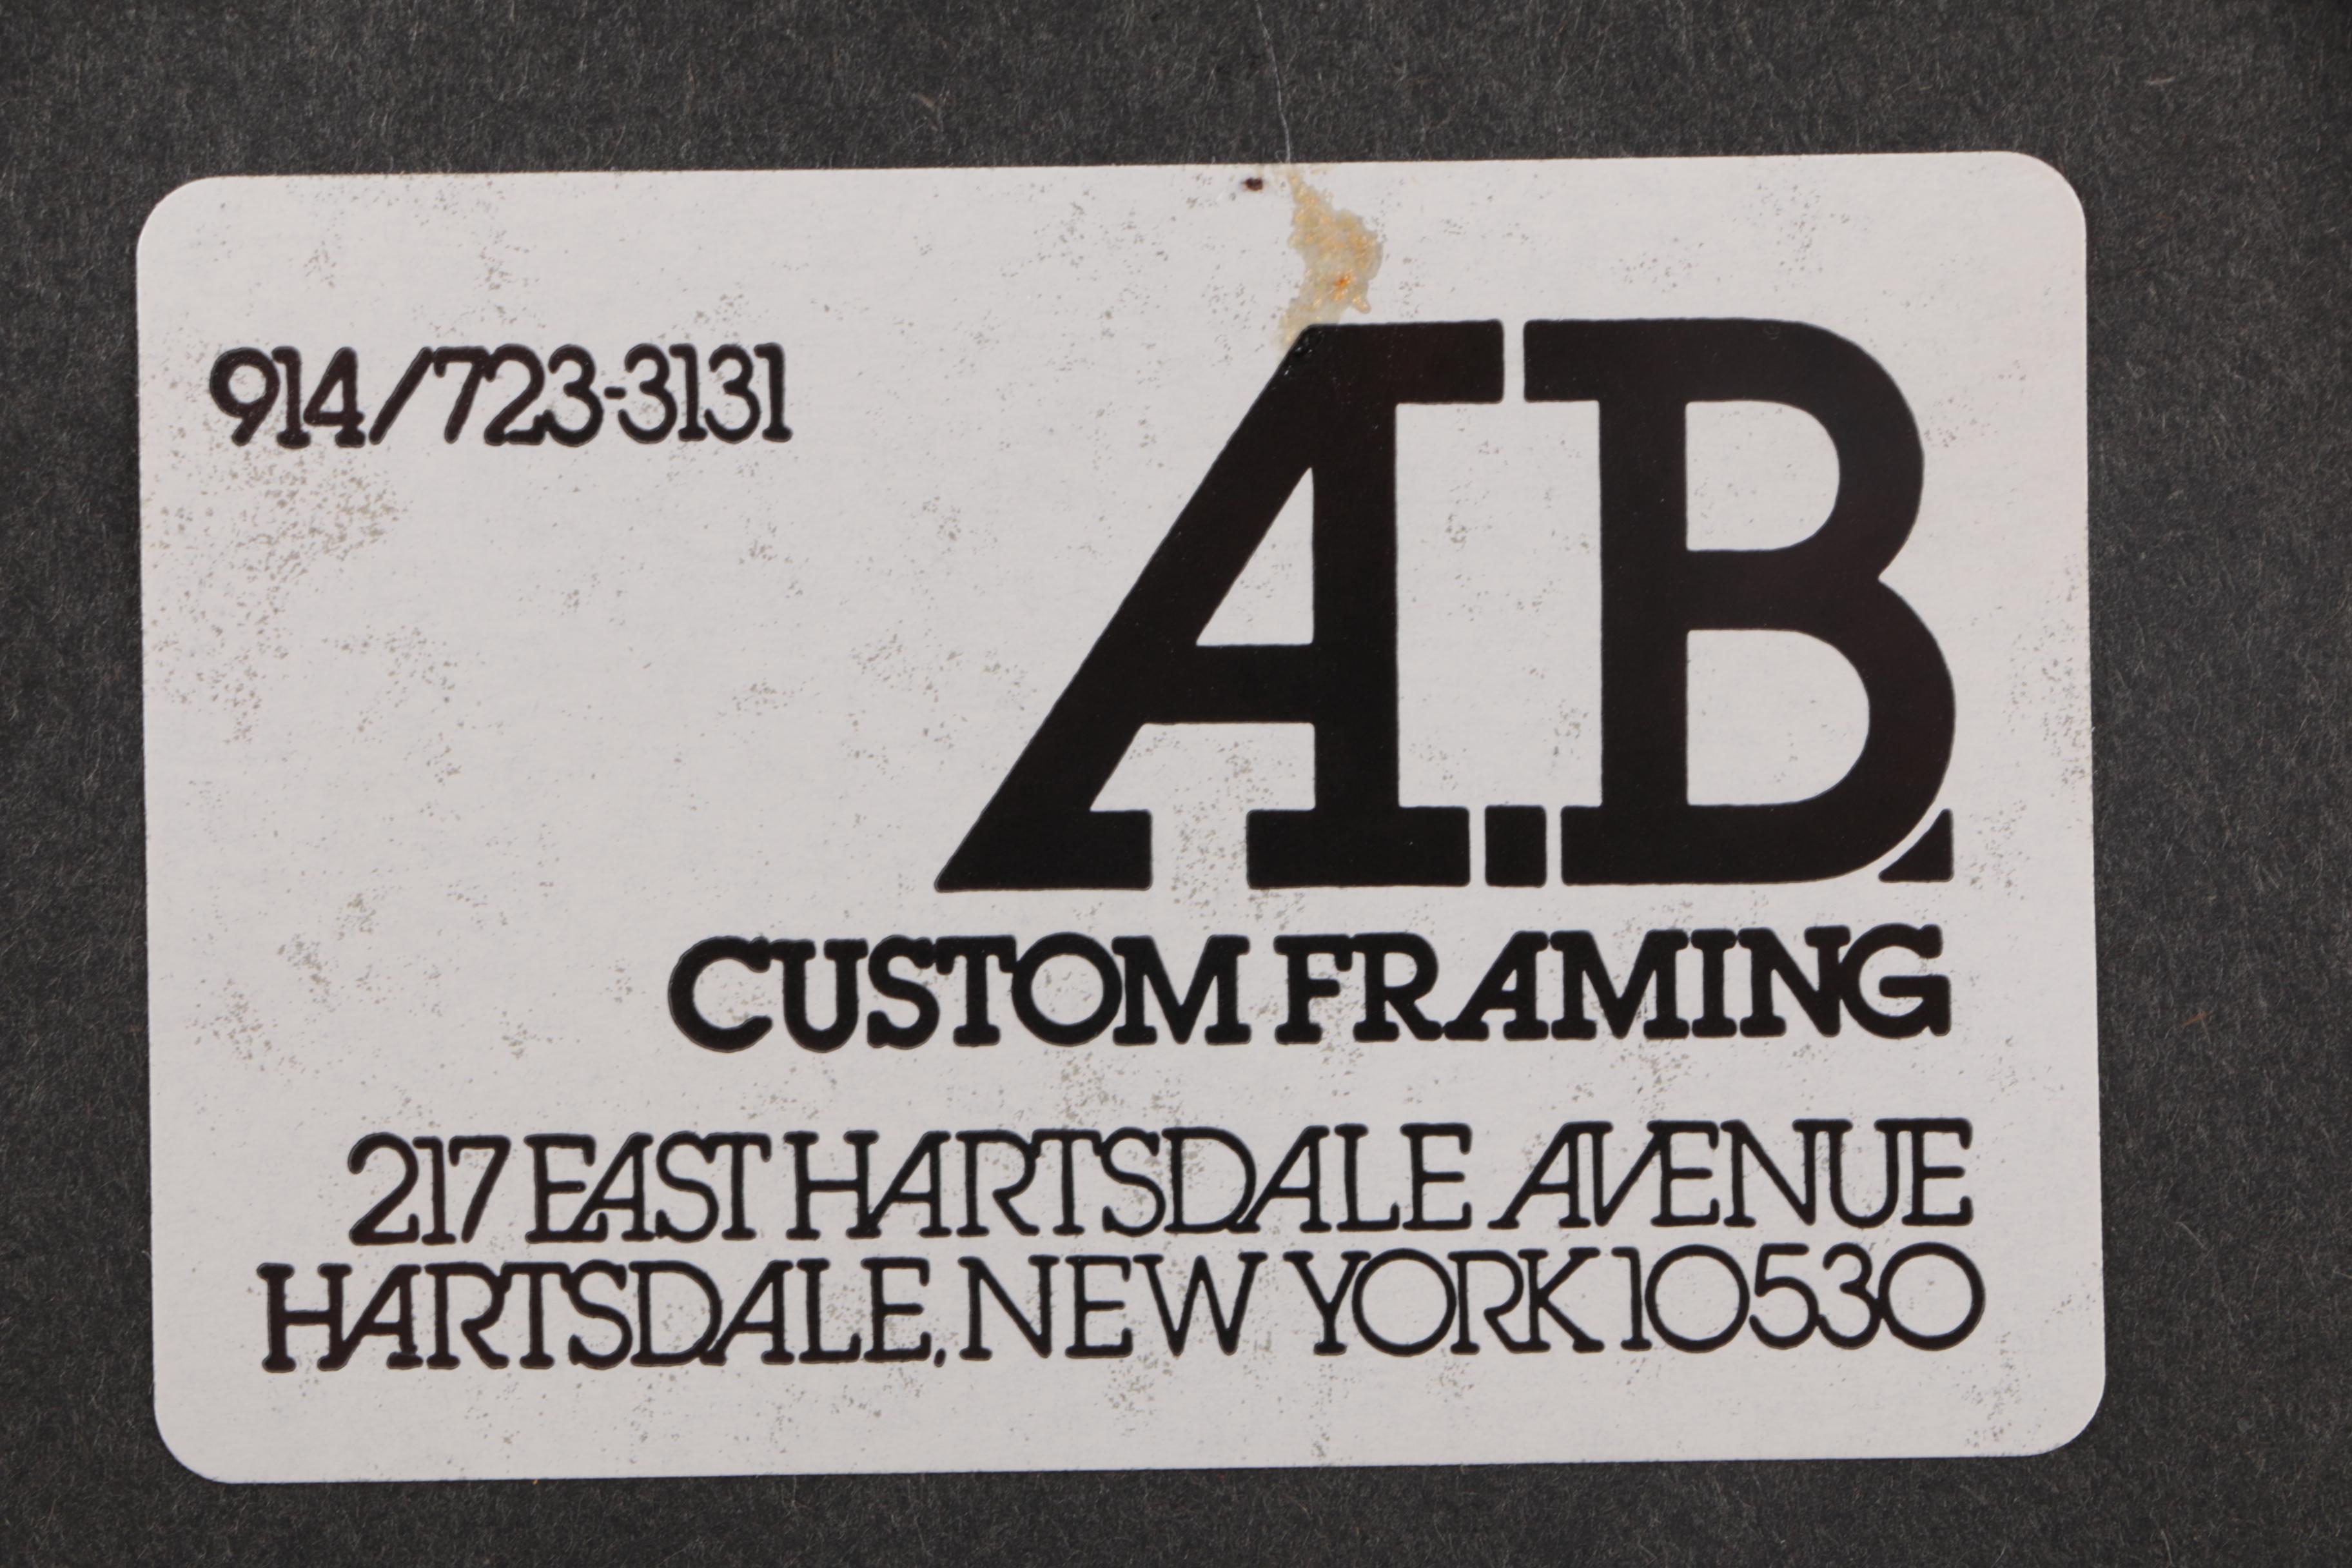 914/723-3131
A.B.
CUSTOM FRAMING
217 EAST HARTSDALE AVENUE
HARTSDALE, NEW YORK 10530